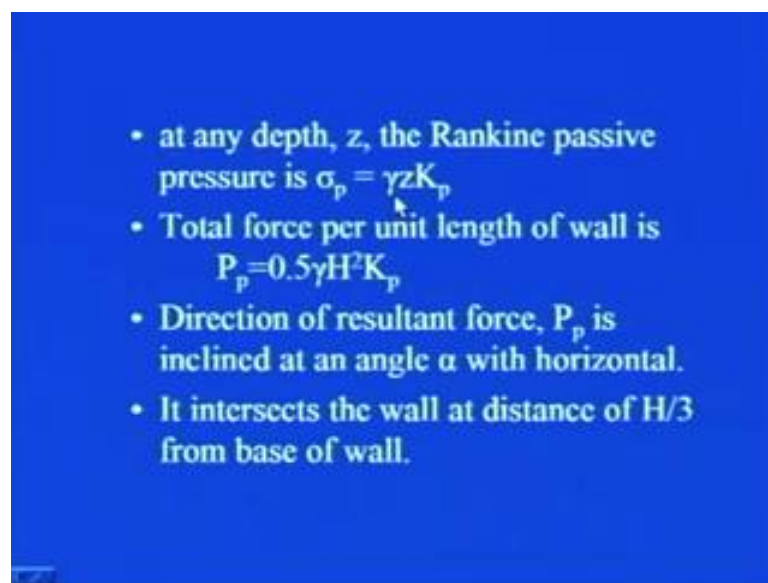 • at any depth, z, the Rankine passive
pressure is σₚ = γzKₚ
• Total force per unit length of wall is
Pₚ=0.5γH²Kₚ
• Direction of resultant force, Pₚ is
inclined at an angle α with horizontal.
• It intersects the wall at distance of H/3
from base of wall.